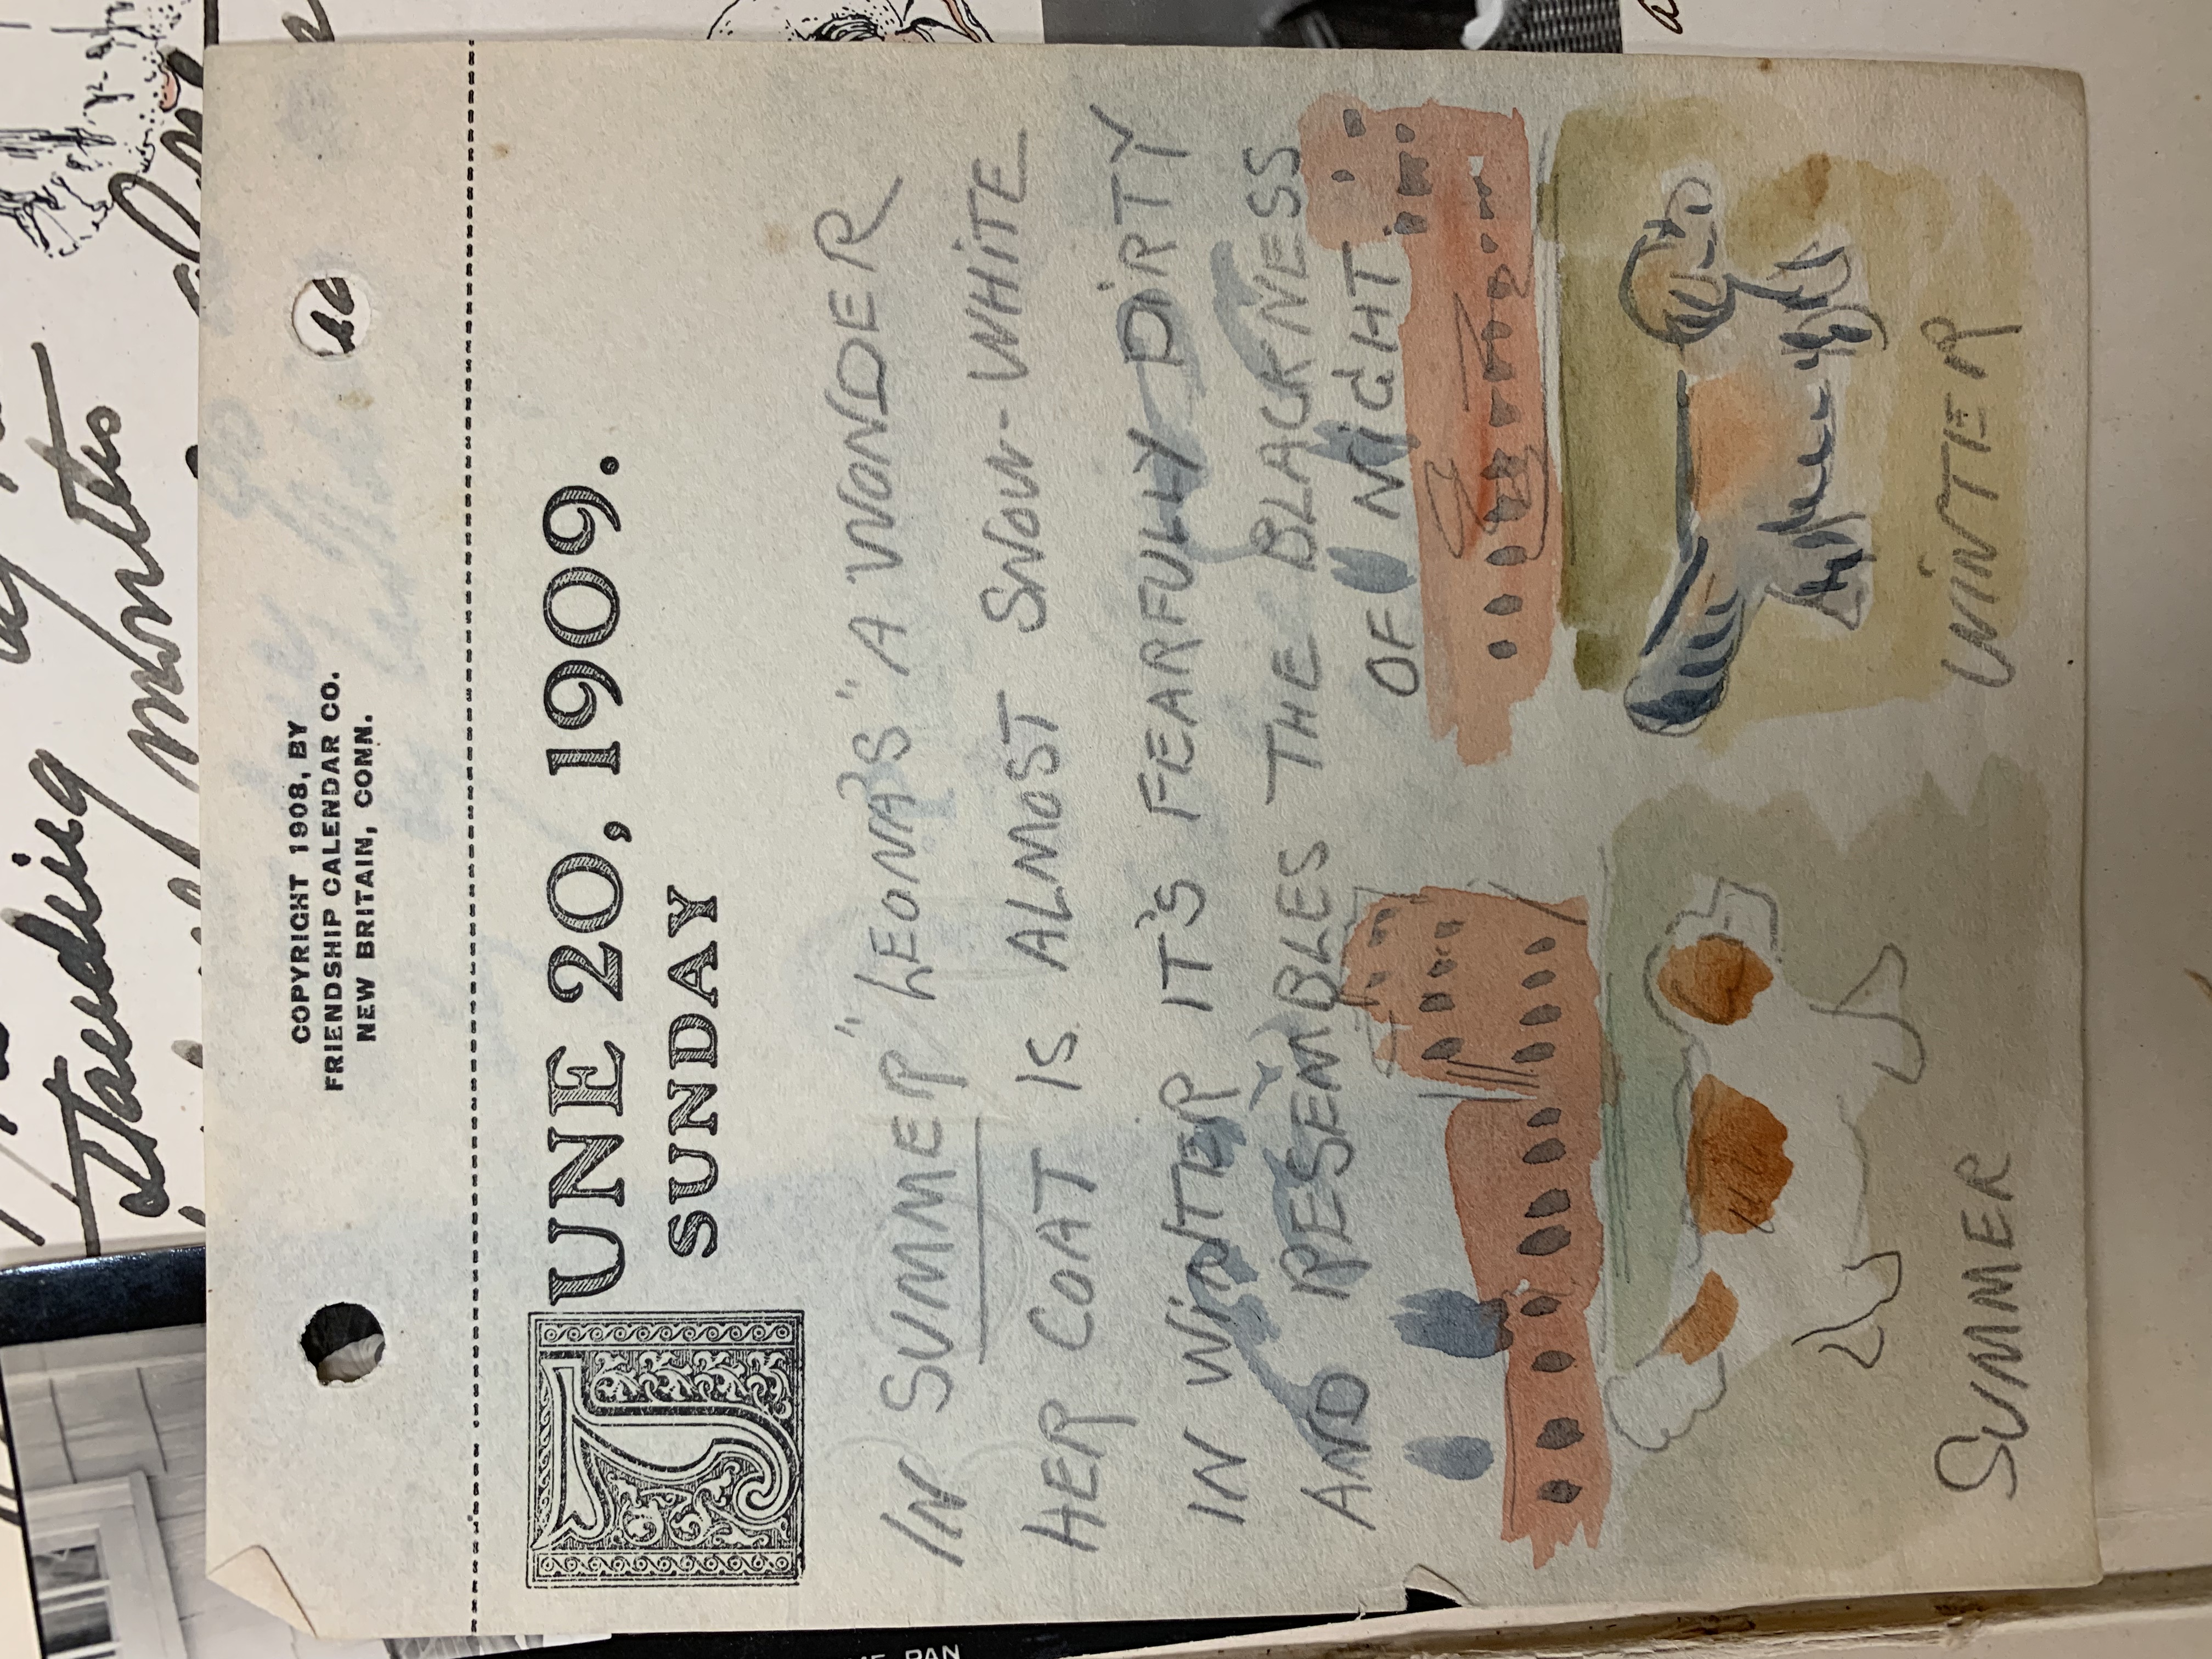 Standing
months
alone
COPYRIGHT 1908, BY
FRIENDSHIP CALENDAR CO.
NEW BRITAIN, CONN.
JUNE 20, 1909.
SUNDAY
IN SUMMER "LEONA'S" A WONDER
HER COAT IS ALMOST SNOW-WHITE
IN WINTER IT'S FEARFULLY DIRTY
AND RESEMBLES THE BLACKNESS
OF NIGHT.
SUMMER
WINTER